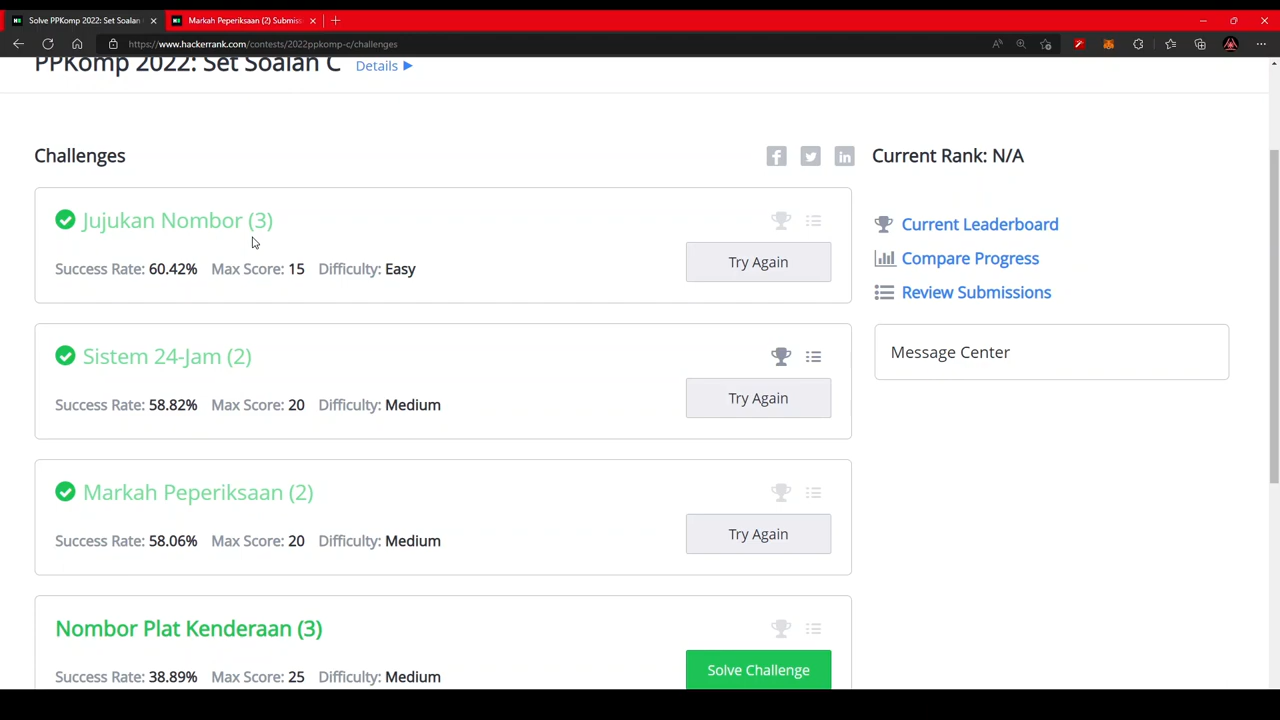 Solve PPKomp 2022: Set Soalan
Markah Peperiksaan (2) Submiss
https://www.hackerrank.com/contests/2022ppkomp-c/challenges
PPKomp 2022: Set Soalan C Details
Challenges
Current Rank: N/A
Jujukan Nombor (3)
Success Rate: 60.42% Max Score: 15 Difficulty: Easy
Try Again
Current Leaderboard
Compare Progress
Review Submissions
Message Center
Sistem 24-Jam (2)
Success Rate: 58.82% Max Score: 20 Difficulty: Medium
Try Again
Markah Peperiksaan (2)
Success Rate: 58.06% Max Score: 20 Difficulty: Medium
Try Again
Nombor Plat Kenderaan (3)
Success Rate: 38.89% Max Score: 25 Difficulty: Medium
Solve Challenge